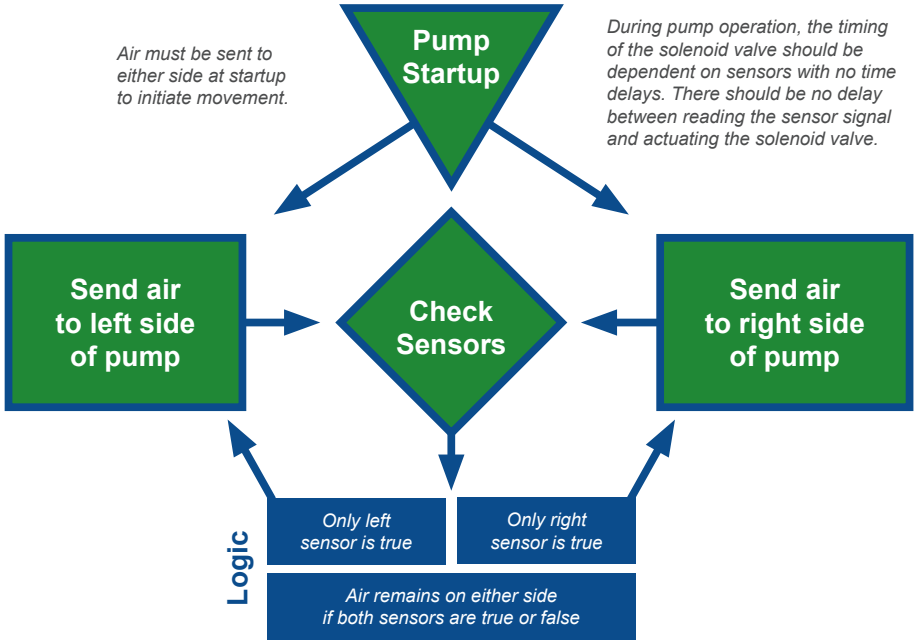 Air must be sent to
either side at startup
to initiate movement.
Pump
Startup
During pump operation, the timing
of the solenoid valve should be
dependent on sensors with no time
delays. There should be no delay
between reading the sensor signal
and actuating the solenoid valve.
Send air
to left side
of pump
Check
Sensors
Send air
to right side
of pump
Logic
Only left
sensor is true
Only right
sensor is true
Air remains on either side
if both sensors are true or false